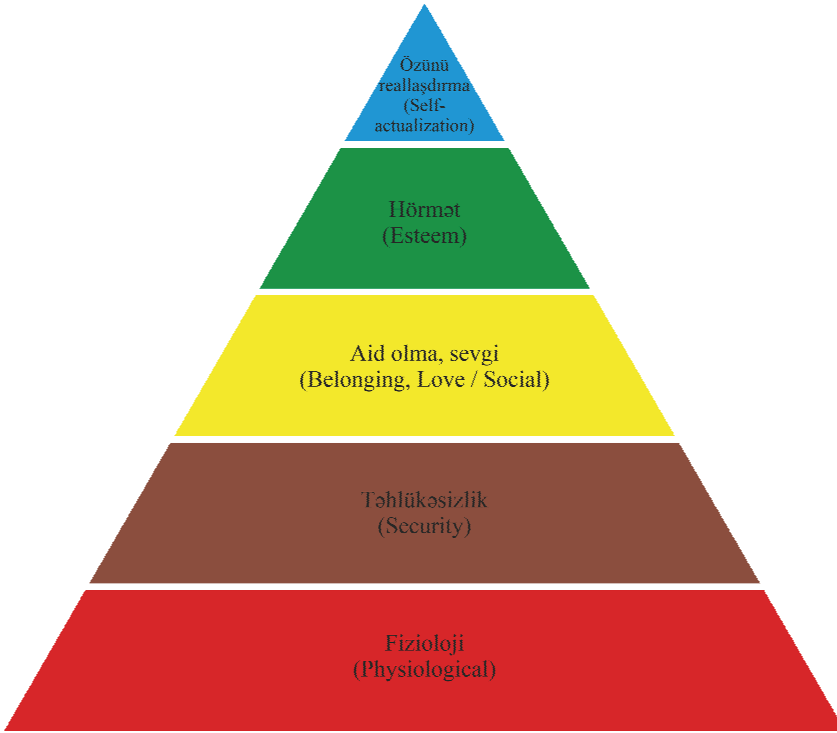 Özünü
reallaşdırma
(Self-
actualization)
Hörmət
(Esteem)
Aid olma, sevgi
(Belonging, Love / Social)
Təhlükəsizlik
(Security)
Fizioloji
(Physiological)